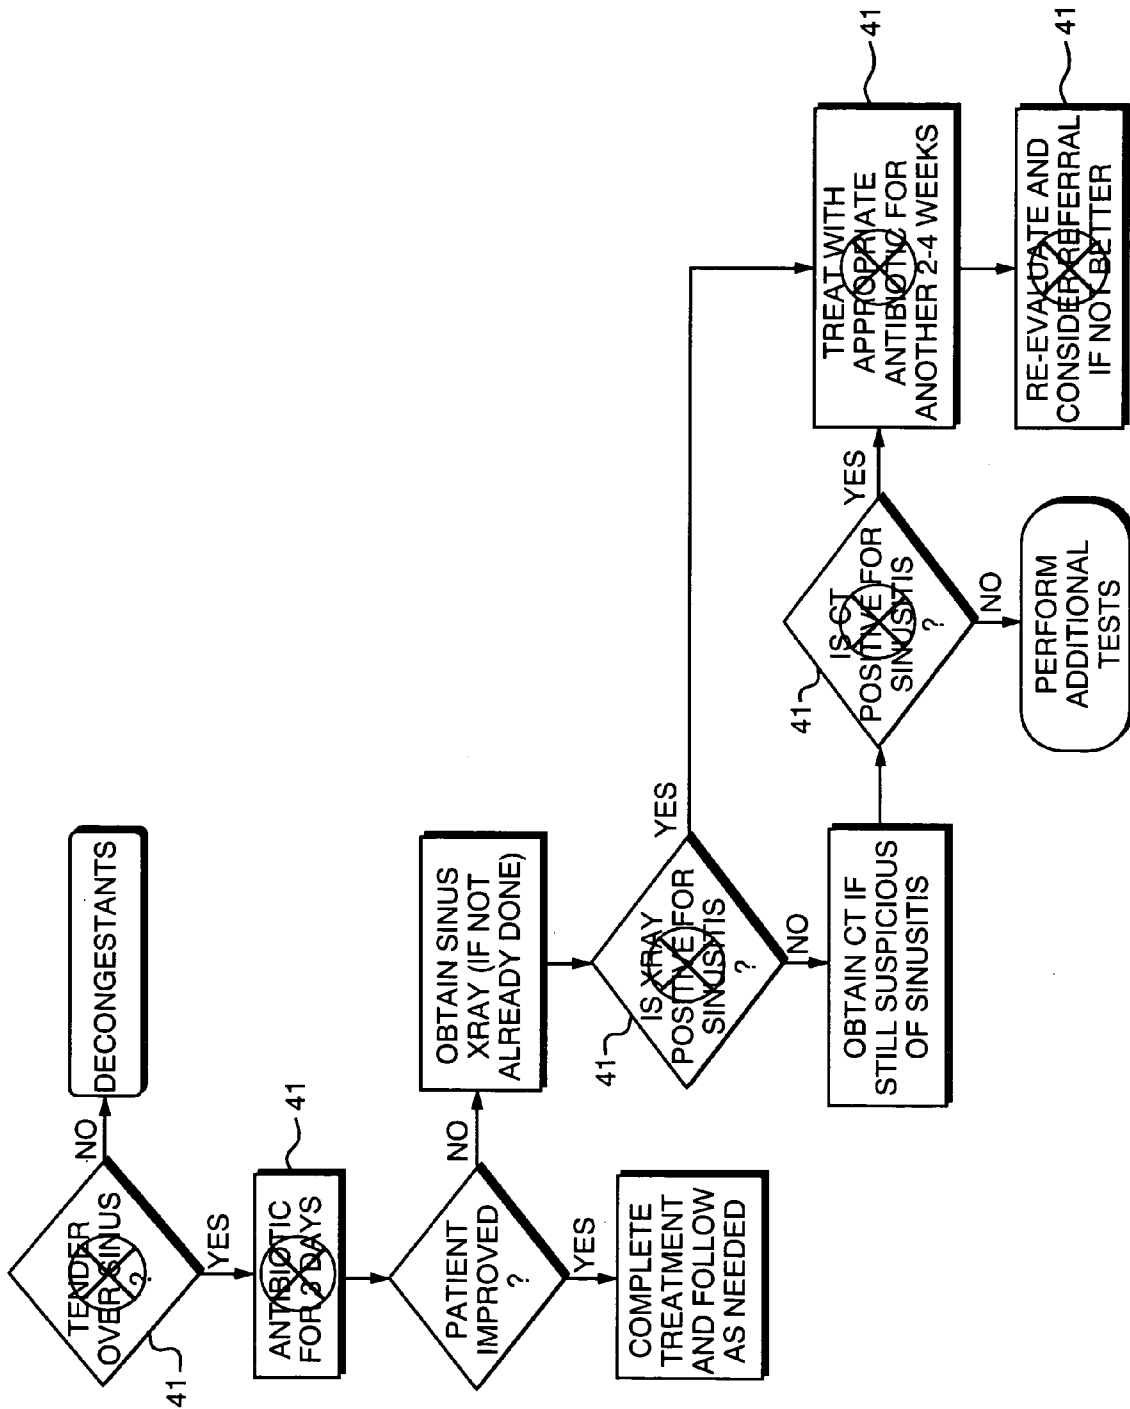 TENDER
OVER SINUS
?
41
NO
DECONGESTANTS
YES
ANTIBIOTIC
FOR 3 DAYS
41
PATIENT
IMPROVED
?
NO
OBTAIN SINUS
XRAY (IF NOT
ALREADY DONE)
YES
COMPLETE
TREATMENT
AND FOLLOW
AS NEEDED
IS XRAY
POSITIVE FOR
SINUSITIS
?
41
YES
NO
OBTAIN CT IF
STILL SUSPICIOUS
OF SINUSITIS
IS CT
POSITIVE FOR
SINUSITIS
?
41
YES
TREAT WITH
APPROPRIATE
ANTIBIOTIC FOR
ANOTHER 2-4 WEEKS
41
NO
PERFORM
ADDITIONAL
TESTS
RE-EVALUATE AND
CONSIDER REFERRAL
IF NOT BETTER
41